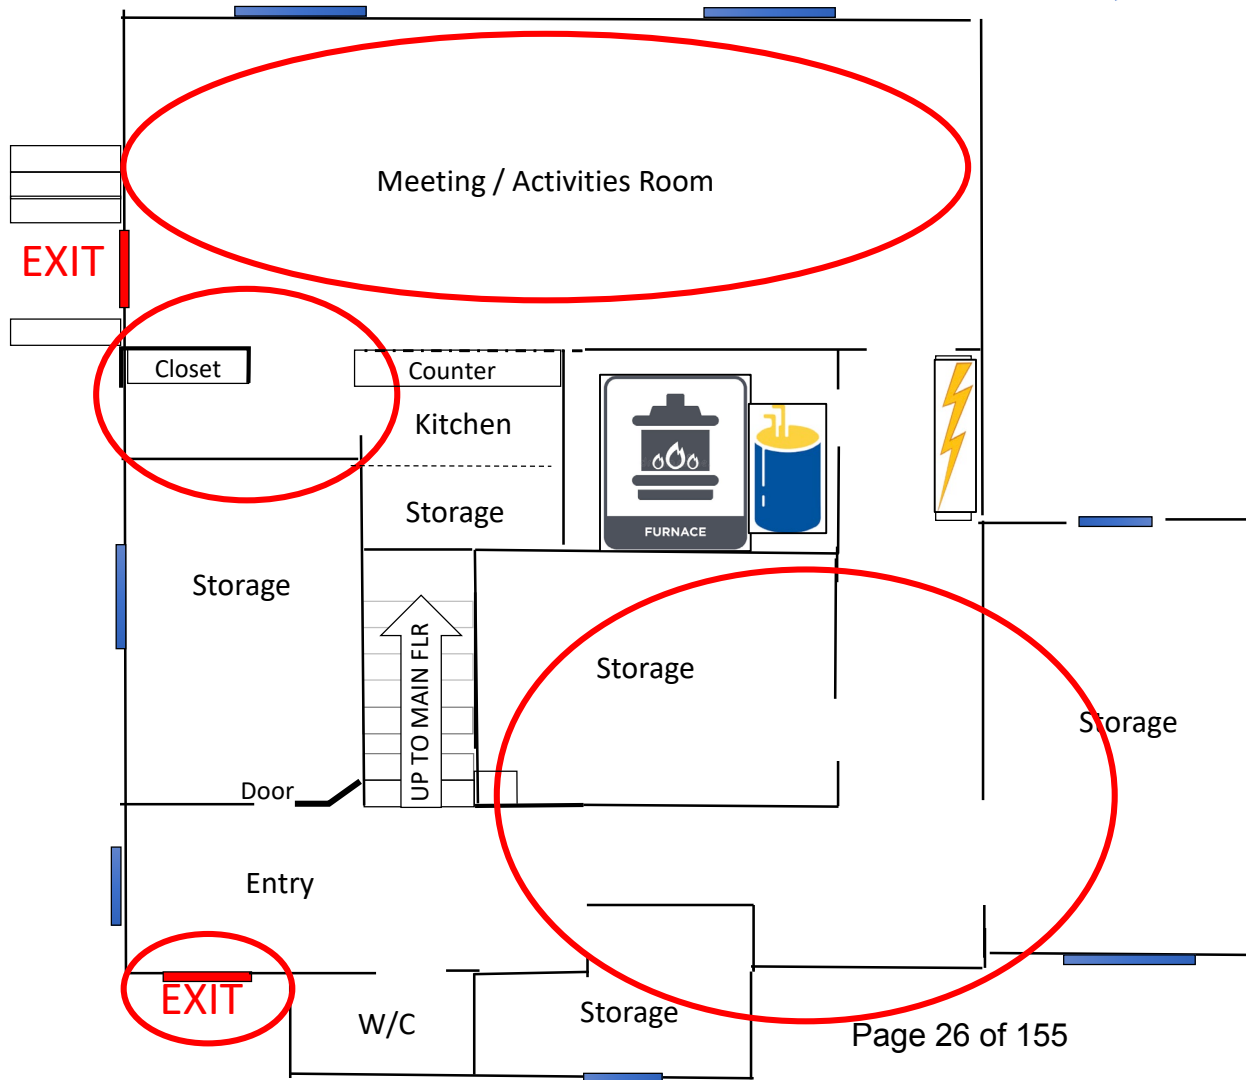 Meeting / Activities Room
EXIT
Closet
Counter
Kitchen
FURNACE
Storage
Storage
UP TO MAIN FLR
Storage
Storage
Door
Entry
EXIT
W/C
Storage
Page 26 of 155